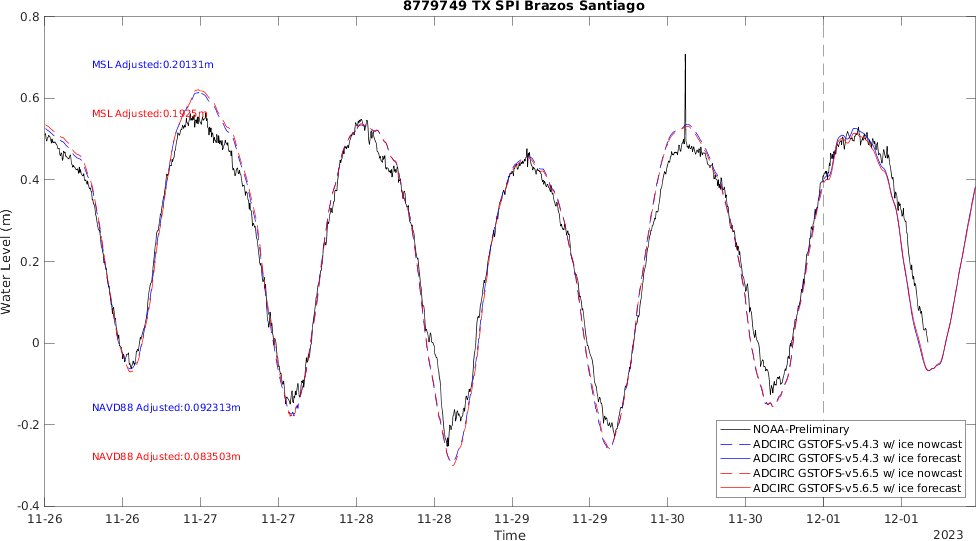 8779749 TX SPI Brazos Santiago
MSL Adjusted:0.20131m
MSL Adjusted:0.1925m
NAVD88 Adjusted:0.092313m
NAVD88 Adjusted:0.083503m
Water Level (m)
0.8
0.6
0.4
0.2
0
-0.2
-0.4
NOAA-Preliminary
ADCIRC GSTOFS-v5.4.3 w/ ice nowcast
ADCIRC GSTOFS-v5.4.3 w/ ice forecast
ADCIRC GSTOFS-v5.6.5 w/ ice nowcast
ADCIRC GSTOFS-v5.6.5 w/ ice forecast
11-26 11-26 11-27 11-27 11-28 11-28 11-29 11-29 11-30 11-30 12-01 12-01
Time
2023